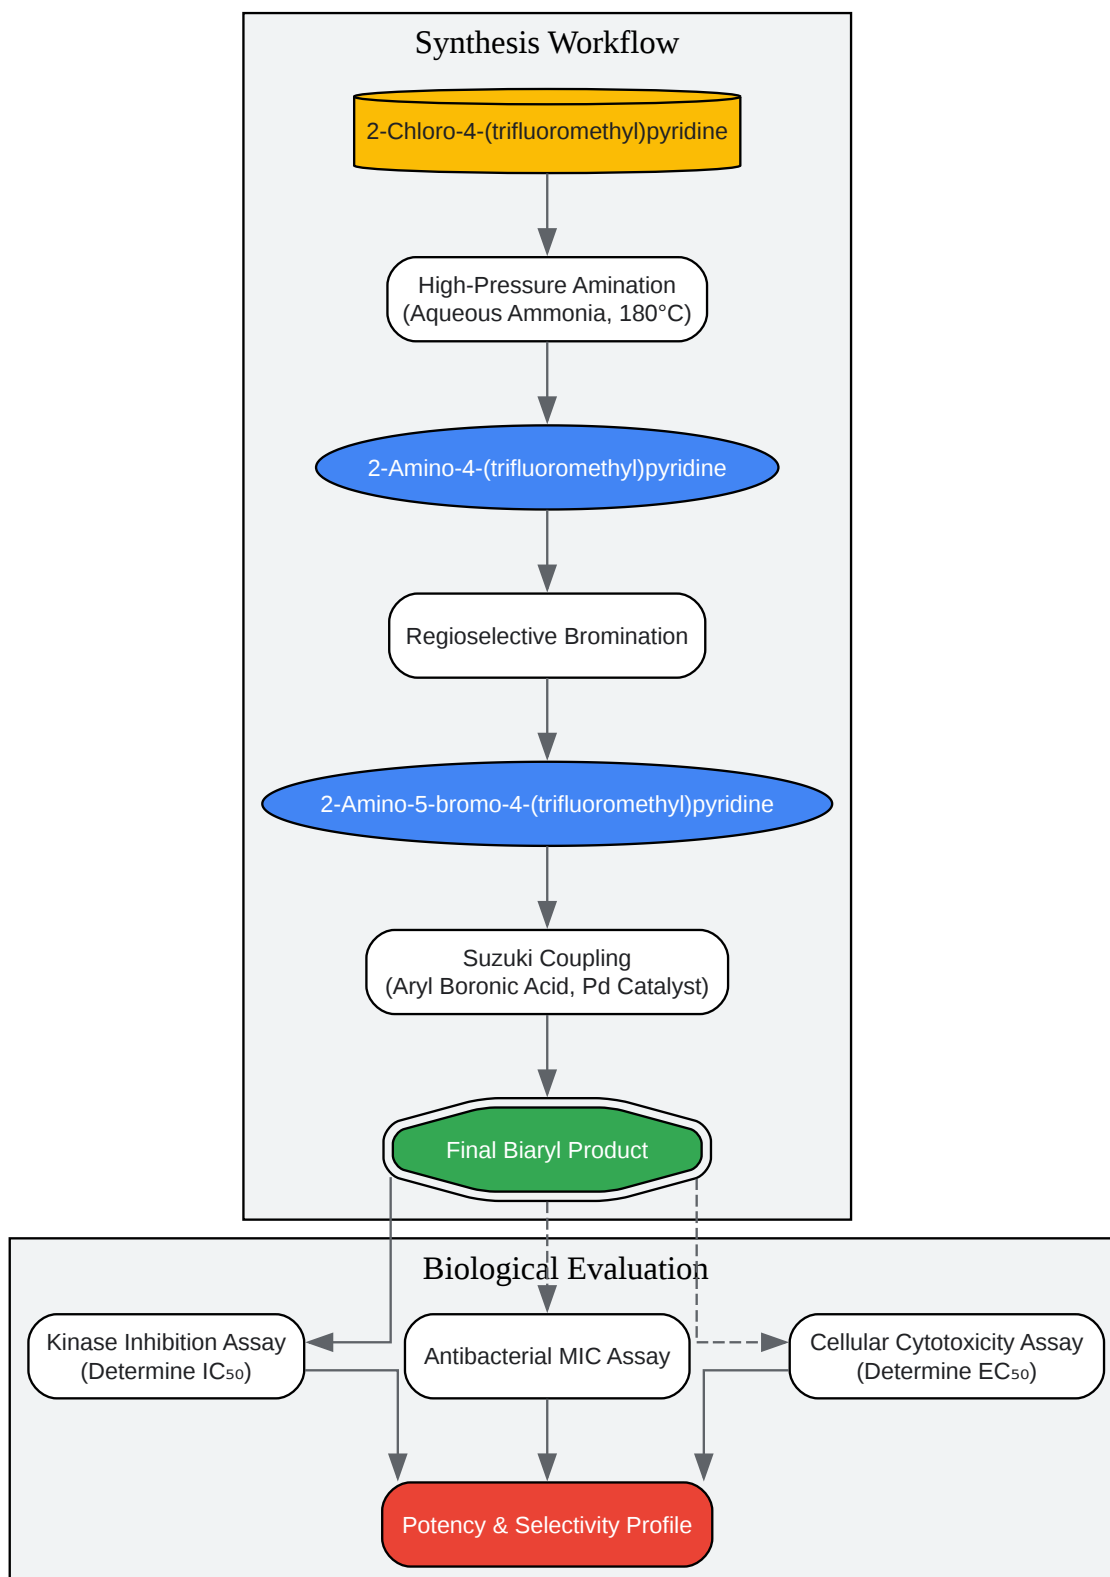 Synthesis Workflow
2-Chloro-4-(trifluoromethyl)pyridine
High-Pressure Amination
(Aqueous Ammonia, 180°C)
2-Amino-4-(trifluoromethyl)pyridine
Regioselective Bromination
2-Amino-5-bromo-4-(trifluoromethyl)pyridine
Suzuki Coupling
(Aryl Boronic Acid, Pd Catalyst)
Final Biaryl Product
Biological Evaluation
Kinase Inhibition Assay
(Determine IC₅₀)
Antibacterial MIC Assay
Cellular Cytotoxicity Assay
(Determine EC₅₀)
Potency & Selectivity Profile